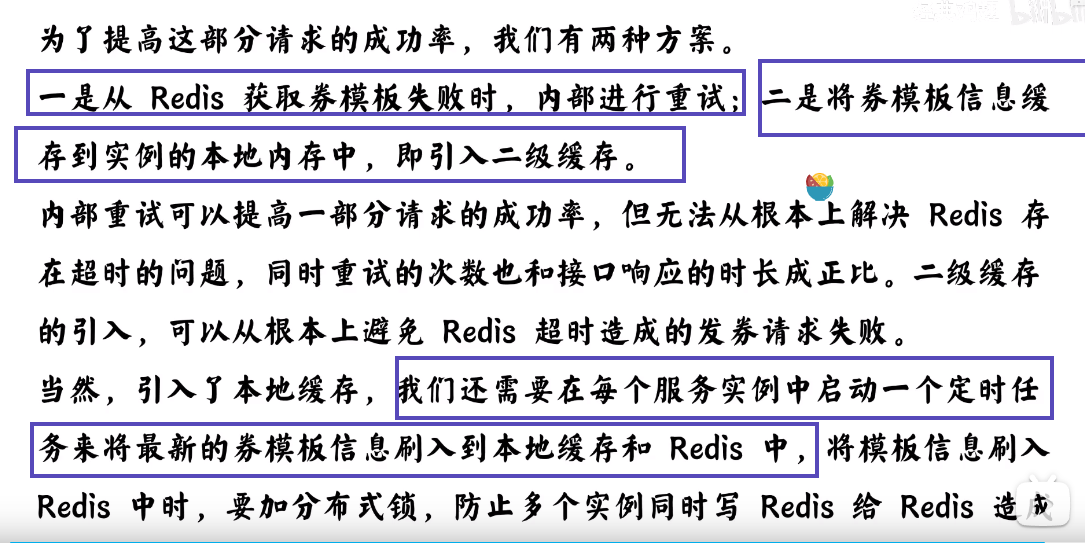 为了提高这部分请求的成功率，我们有两种方案。
一是从 Redis 获取券模板失败时，内部进行重试；二是将券模板信息缓
存到实例的本地内存中，即引入二级缓存。
内部重试可以提高一部分请求的成功率，但无法从根本上解决 Redis 存
在超时的问题，同时重试的次数也和接口响应的时长成正比。二级缓存
的引入，可以从根本上避免 Redis 超时造成的发券请求失败。
当然，引入了本地缓存，我们还需要在每个服务实例中启动一个定时任
务来将最新的券模板信息刷入到本地缓存和 Redis 中，将模板信息刷入
Redis 中时，要加分布式锁，防止多个实例同时写 Redis 给 Redis 造成